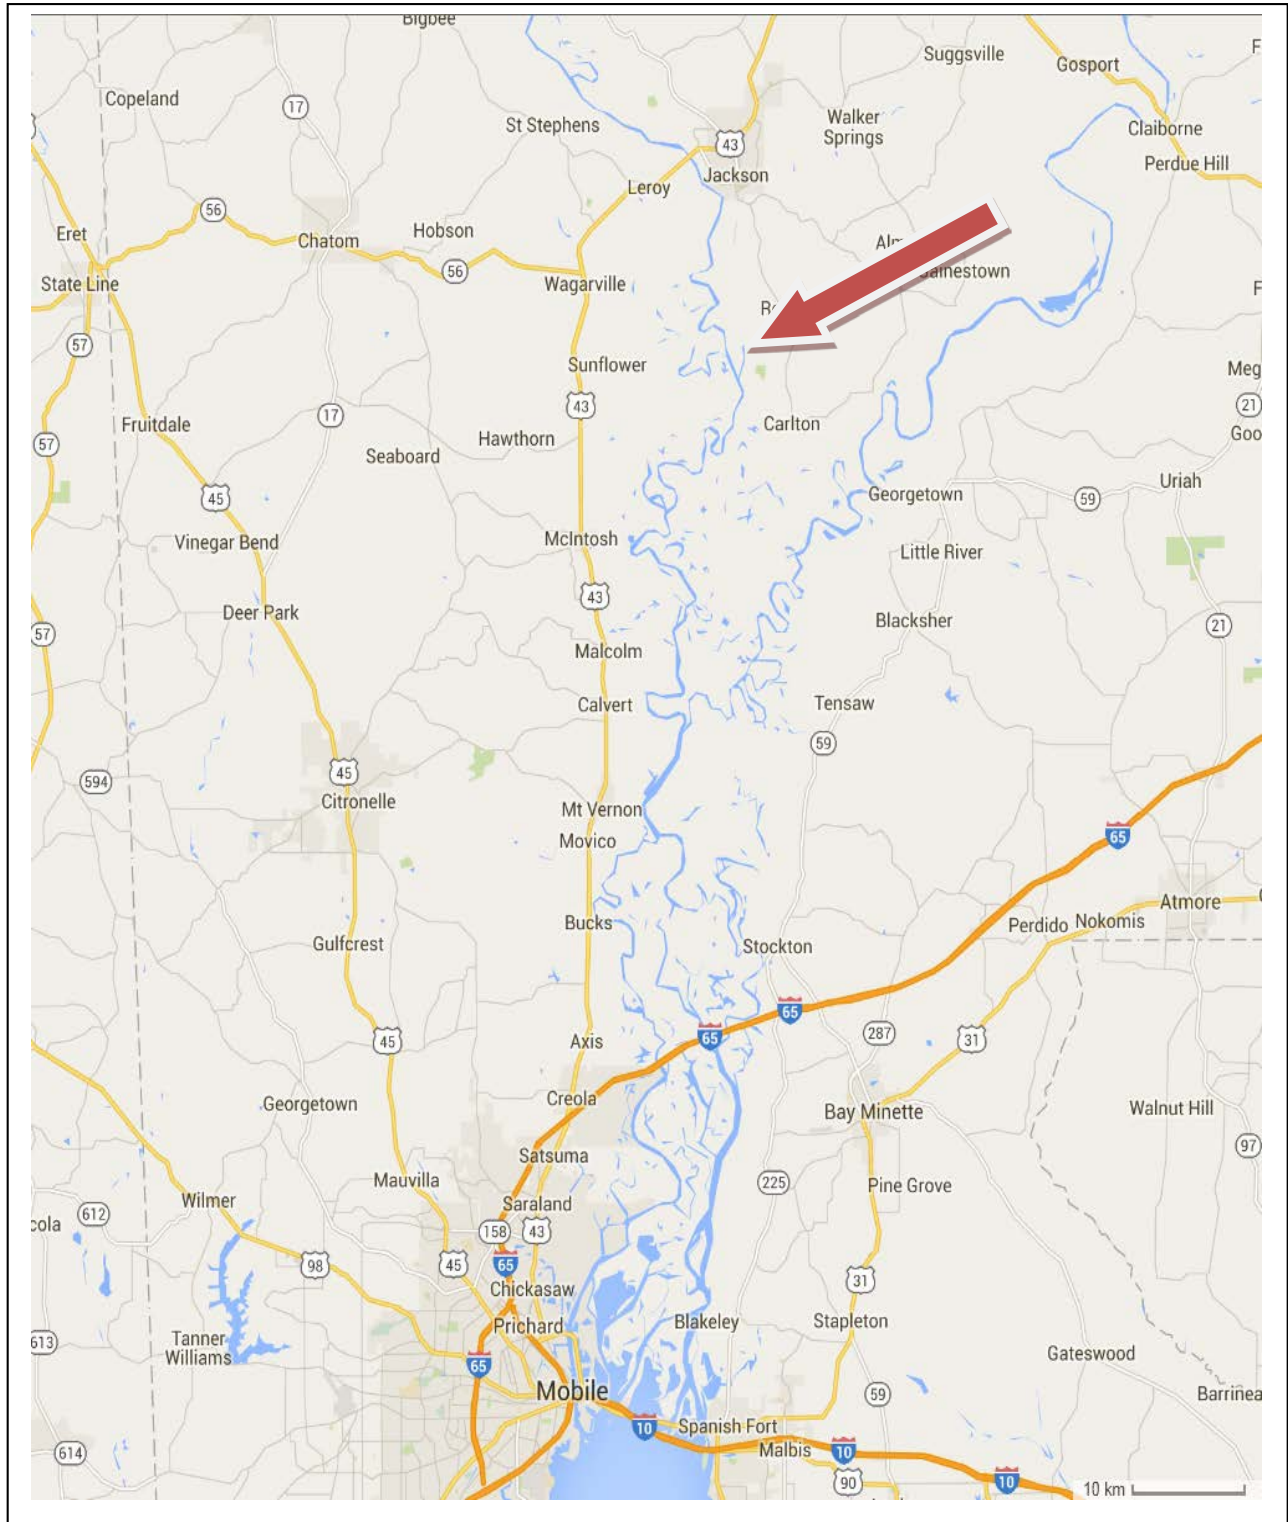 Bigbee
Suggsville
Gosport
Copeland
17
St Stephens
Walker
Springs
Claiborne
43
Perdue Hill
Jackson
Leroy
56
Eret
Chatom
Hobson
56
State Line
Wagarville
57
Sunflower
Meg
43
21
17
Fruitdale
Carlton
Goo
57
Hawthorn
Seaboard
Uriah
45
Georgetown
59
Vinegar Bend
McIntosh
Little River
43
Deer Park
Blacksher
57
21
Malcolm
Calvert
Tensaw
59
45
594
Citronelle
Mt Vernon
65
Movico
Atmore
Bucks
Perdido
Nokomis
Gulfcrest
Stockton
65
65
287
31
45
Axis
Creola
Georgetown
Bay Minette
Walnut Hill
97
Satsuma
Mauvilla
225
Pine Grove
Wilmer
Saraland
612
cola
158
43
98
45
65
31
Chickasaw
Prichard
Blakeley
Stapleton
613
Tanner
Williams
65
Gateswood
Mobile
59
Barrinea
10
Spanish Fort
Malbis
10
614
90
10
10 km